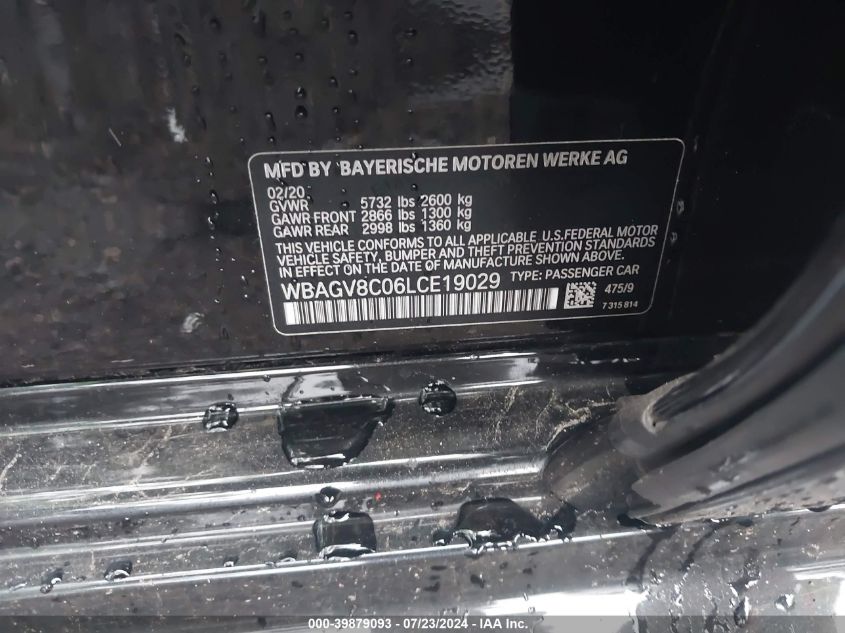 MFD BY BAYERISCHE MOTOREN WERKE AG
02/20
GVWR 5732 lbs 2600 kg
GAWR FRONT 2866 lbs 1300 kg
GAWR REAR 2998 lbs 1360 kg
THIS VEHICLE CONFORMS TO ALL APPLICABLE U.S.FEDERAL MOTOR
VEHICLE SAFETY, BUMPER AND THEFT PREVENTION STANDARDS
IN EFFECT ON THE DATE OF MANUFACTURE SHOWN ABOVE.
WBAGV8C06LCE19029 TYPE: PASSENGER CAR
475/9
7 315 814
000-39879093 / 07/23/2024 - IAA Inc.